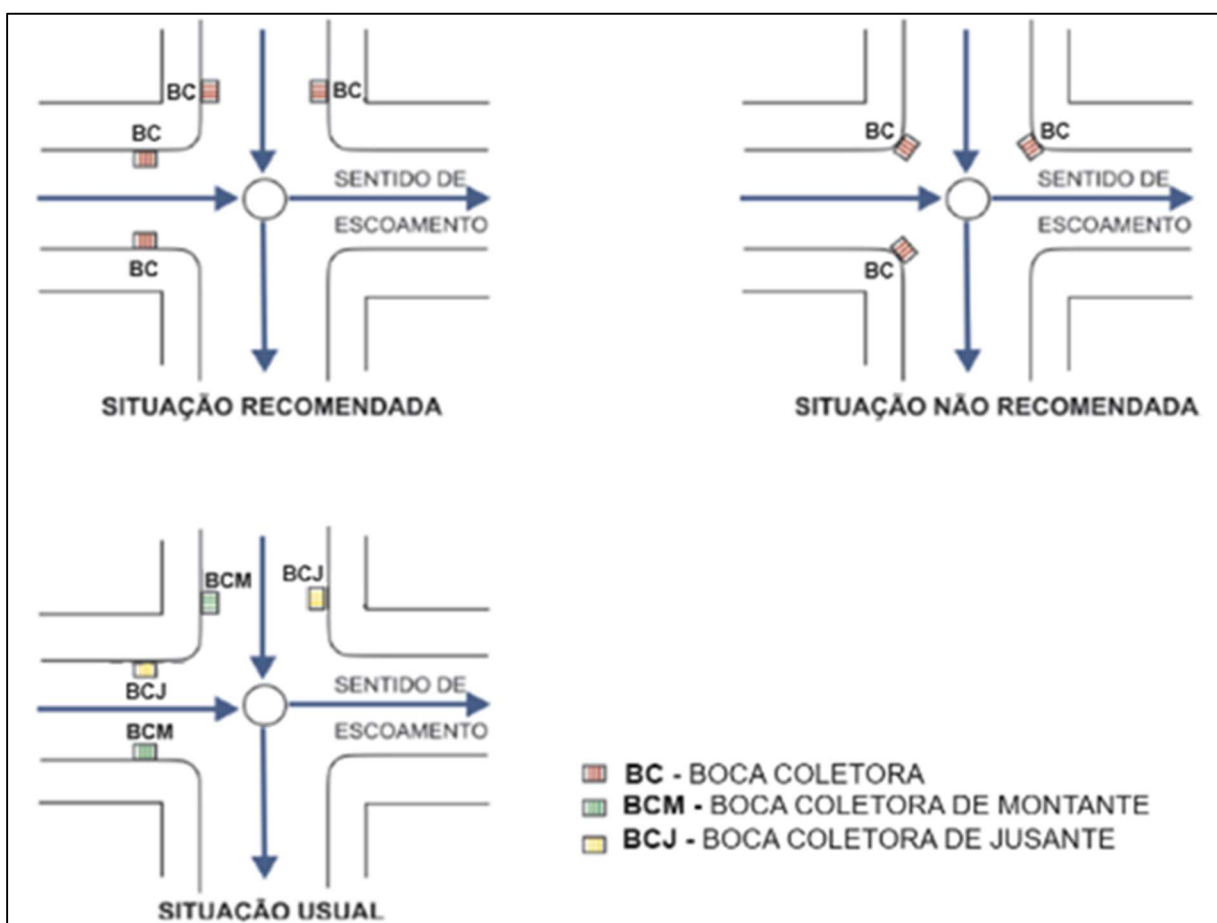 BC
BC
BC
SENTIDO DE
ESCOAMENTO
BC
SITUAÇÃO RECOMENDADA
BC
BC
SENTIDO DE
ESCOAMENTO
BC
SITUAÇÃO NÃO RECOMENDADA
BCM
BCJ
BCJ
SENTIDO DE
BCM
ESCOAMENTO
SITUAÇÃO USUAL
BC - BOCA COLETORA
BCM - BOCA COLETORA DE MONTANTE
BCJ - BOCA COLETORA DE JUSANTE